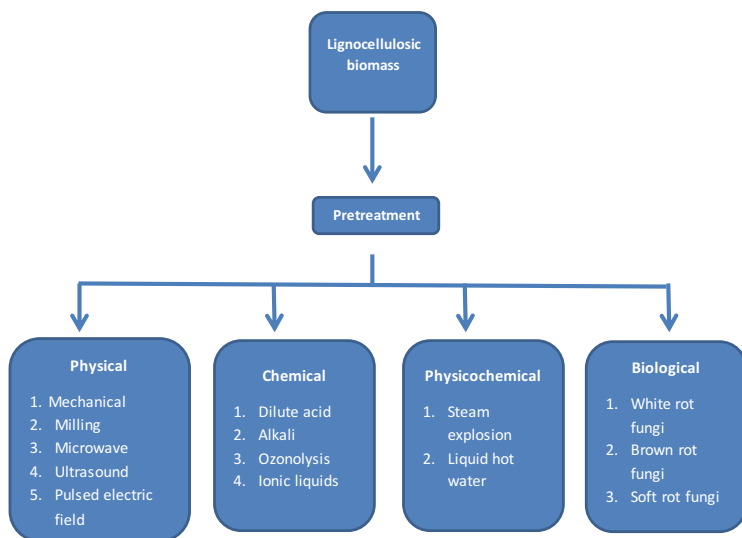 Lignocellulosic
biomass
Pretreatment
Physical
1. Mechanical
2. Milling
3. Microwave
4. Ultrasound
5. Pulsed electric
field
Chemical
1. Dilute acid
2. Alkali
3. Ozonolysis
4. Ionic liquids
Physicochemical
1. Steam
explosion
2. Liquid hot
water
Biological
1. White rot
fungi
2. Brown rot
fungi
3. Soft rot fungi